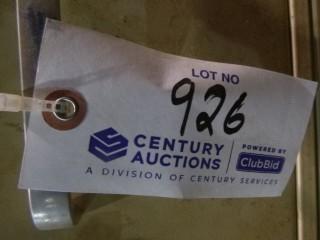 LOT NO
926
CENTURY AUCTIONS
POWERED BY
ClubBid
A DIVISION OF CENTURY SERVICES